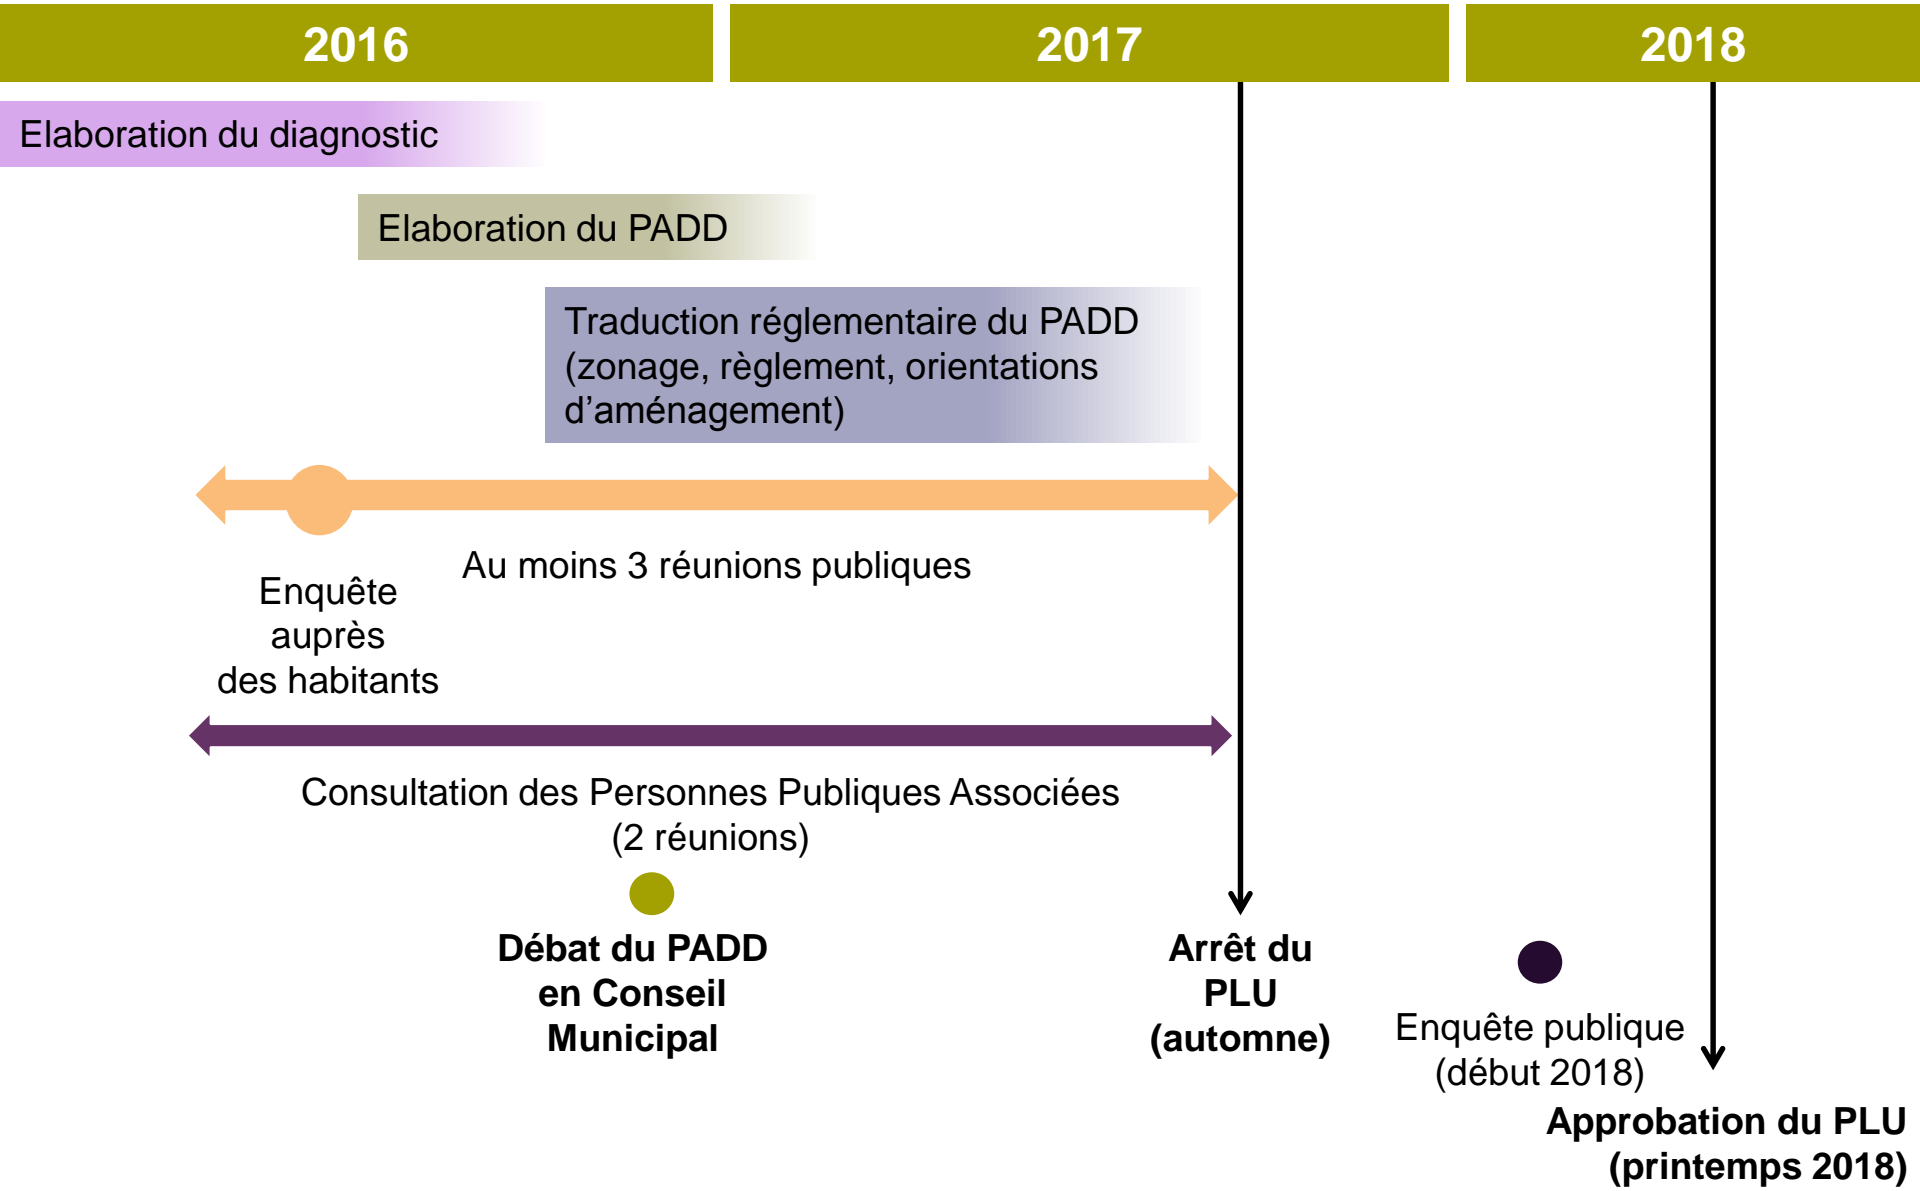 2016
2017
2018
Elaboration du diagnostic
Elaboration du PADD
Traduction réglementaire du PADD
(zonage, règlement, orientations
d’aménagement)
Au moins 3 réunions publiques
Enquête
auprès
des habitants
Consultation des Personnes Publiques Associées
(2 réunions)
Débat du PADD
en Conseil
Municipal
Arrêt du
PLU
(automne)
Enquête publique
(début 2018)
Approbation du PLU
(printemps 2018)